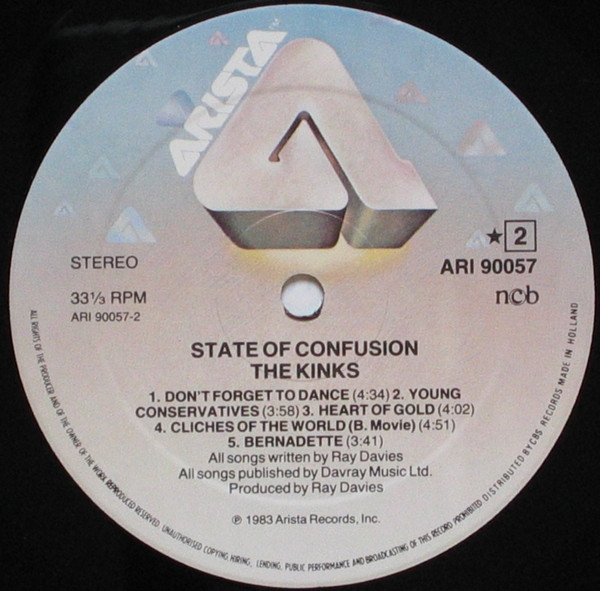 ARISTA
STEREO
★ 2
ARI 90057
33⅓ RPM
ncb
ARI 90057-2
STATE OF CONFUSION
THE KINKS
1. DON'T FORGET TO DANCE (4:34) 2. YOUNG
CONSERVATIVES (3:58) 3. HEART OF GOLD (4:02)
4. CLICHES OF THE WORLD (B. Movie) (4:51)
5. BERNADETTE (3:41)
All songs written by Ray Davies
All songs published by Davray Music Ltd.
Produced by Ray Davies
℗ 1983 Arista Records, Inc.
ALL RIGHTS OF THE PRODUCER AND OF THE OWNER OF THE WORK REPRODUCED RESERVED. UNAUTHORISED COPYING HIRING, LENDING, PUBLIC PERFORMANCE AND BROADCASTING OF THIS RECORD PROHIBITED DISTRIBUTED BY CBS RECORDS MADE IN HOLLAND